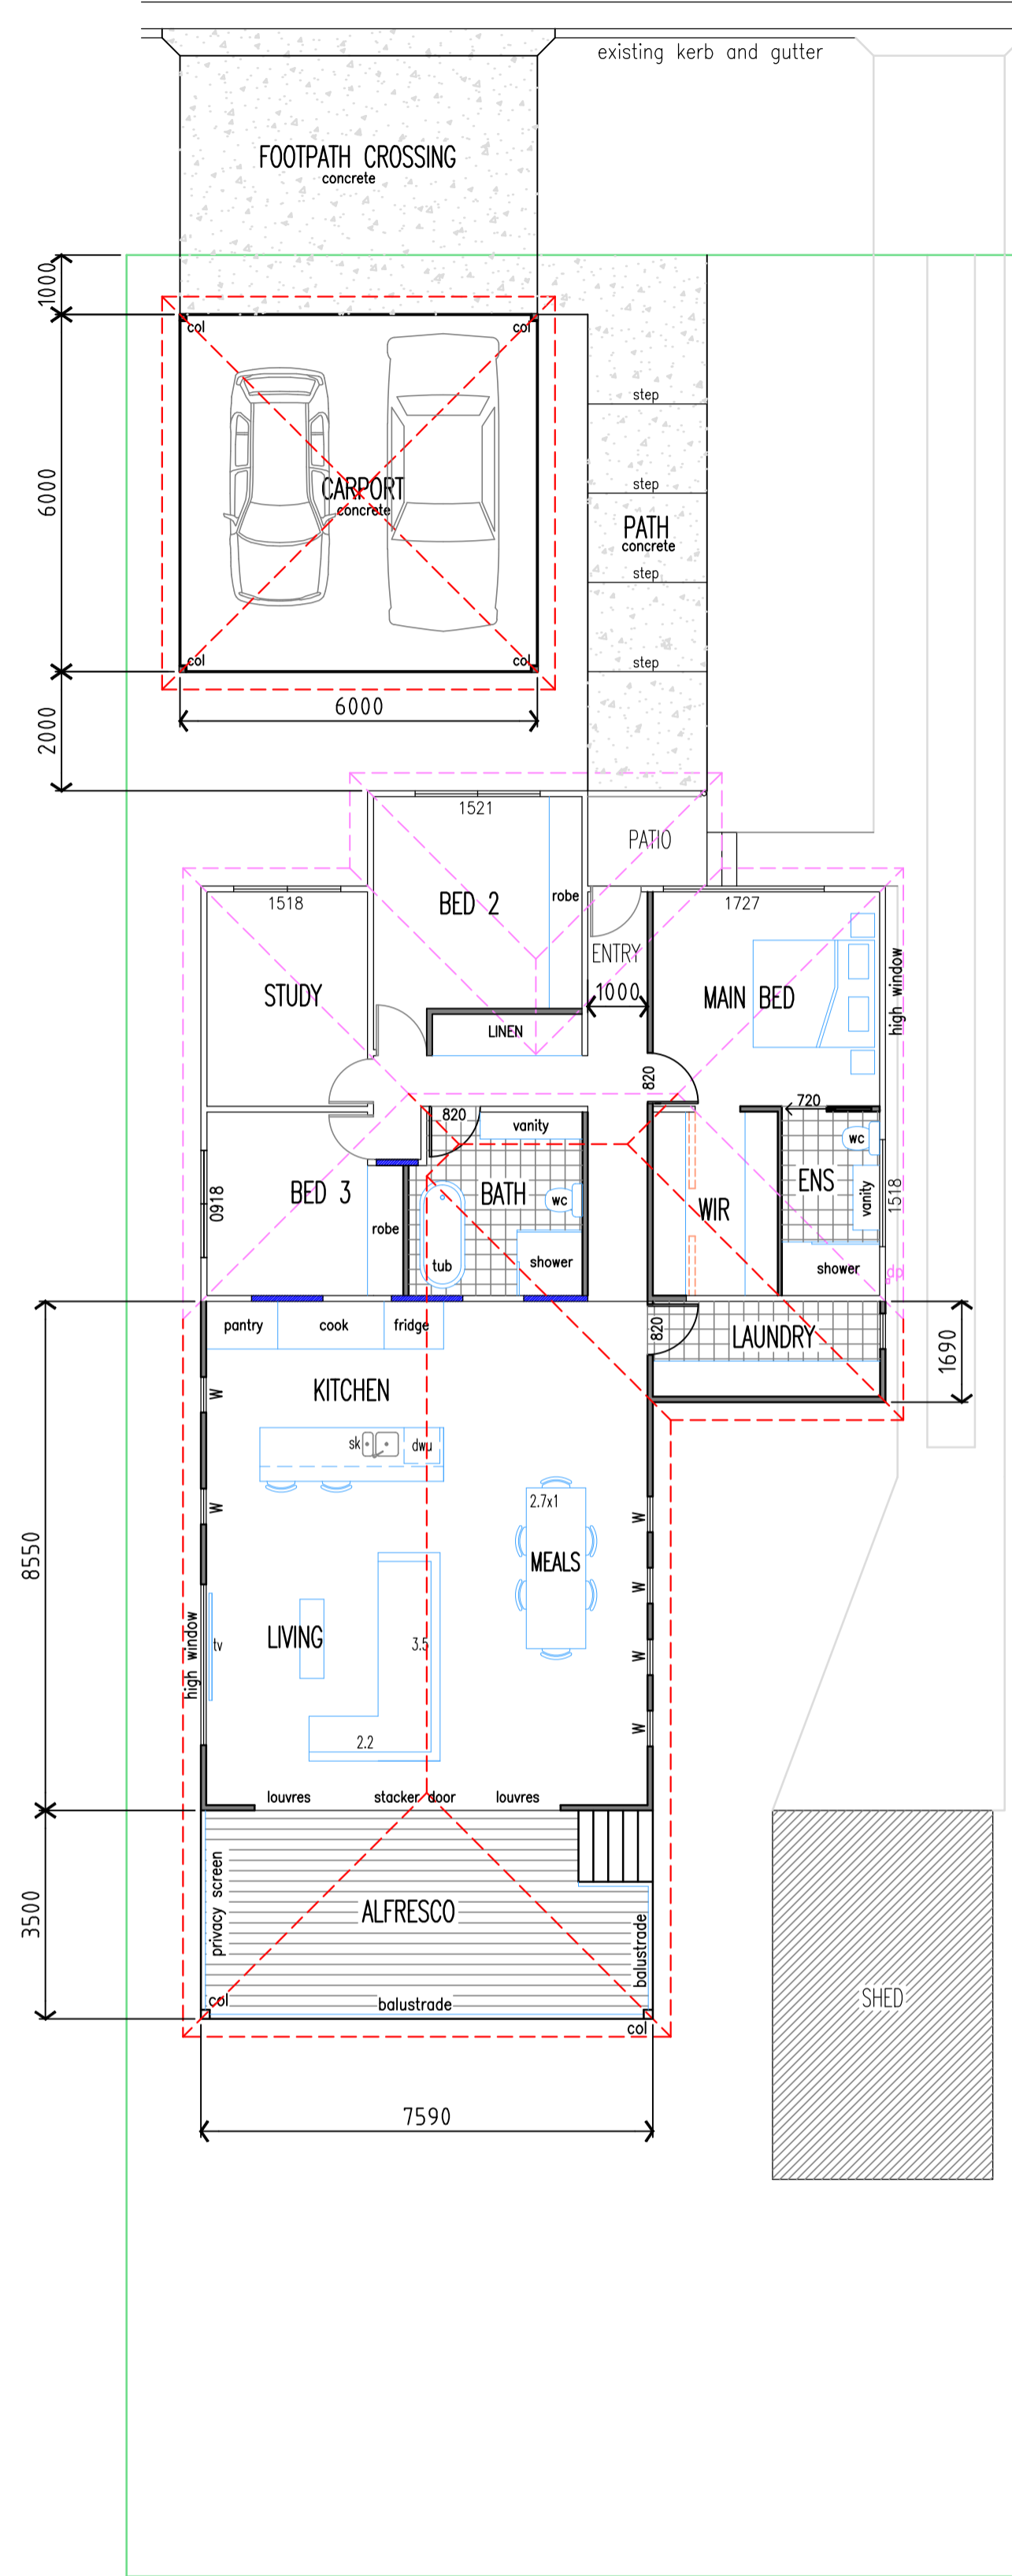 existing kerb and gutter
FOOTPATH CROSSING
concrete
1000
col
col
step
6000
CARPORT
concrete
step
PATH
concrete
step
col
col
step
6000
2000
1521
PATIO
1518
BED 2
robe
1727
ENTRY
high window
STUDY
1000
MAIN BED
LINEN
820
720
820
vanity
wc
BED 3
BATH
wc
ENS
vanity
1518
0918
robe
WIR
tub
shower
shower
dp
pantry
cook
fridge
820
LAUNDRY
1690
KITCHEN
W
sk
dwu
W
2.7x1
W
8550
MEALS
W
high window
tv
LIVING
3.5
W
2.2
W
louvres
stacker door
louvres
privacy screen
3500
ALFRESCO
balustrade
col
balustrade
col
SHED
7590